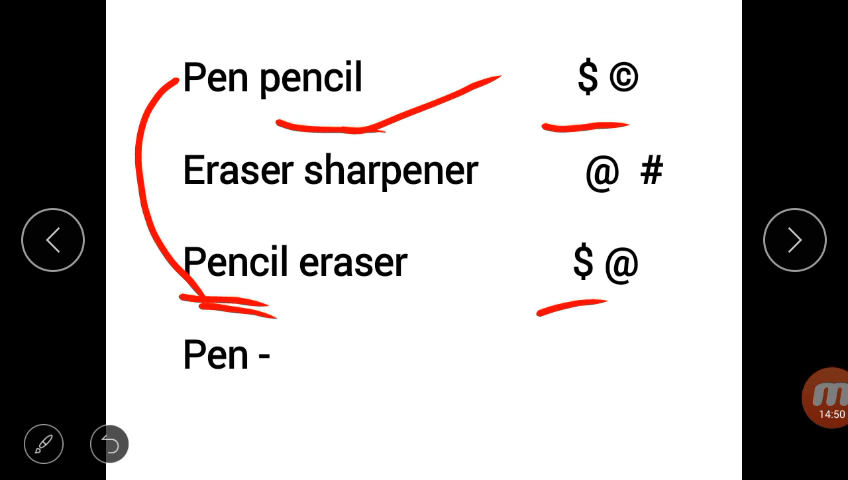 Pen pencil $ ©
Eraser sharpener @ #
Pencil eraser $ @
Pen -
14:50